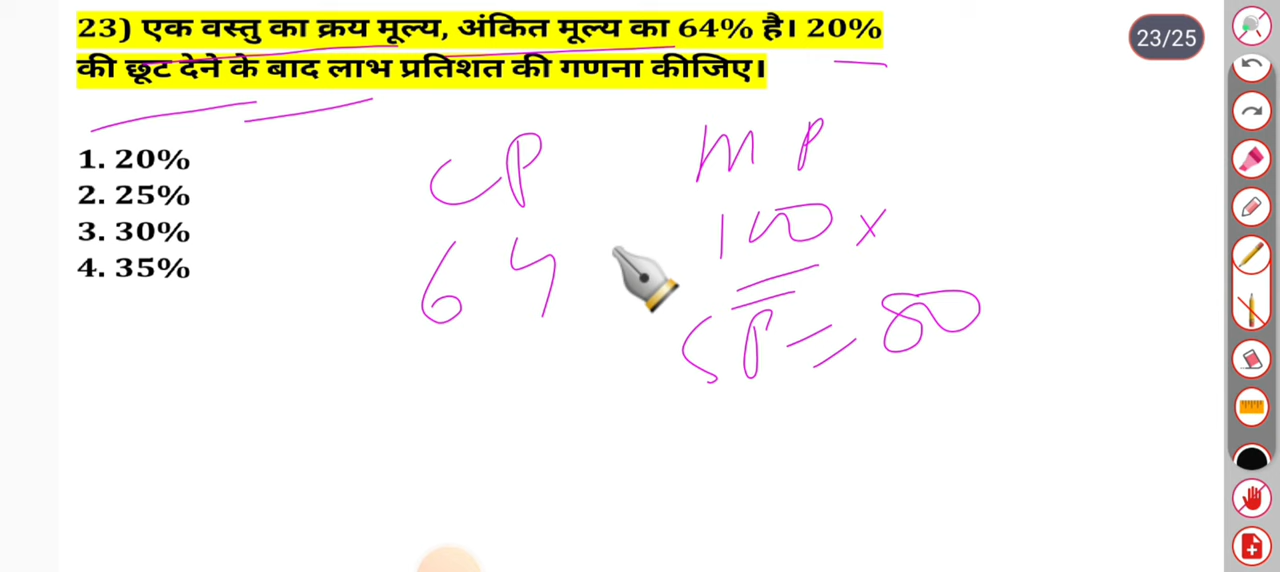 23) एक वस्तु का क्रय मूल्य, अंकित मूल्य का 64% है। 20%
की छूट देने के बाद लाभ प्रतिशत की गणना कीजिए।
23/25
1. 20%
2. 25%
3. 30%
4. 35%
CP MP
64 100 x
SP = 80